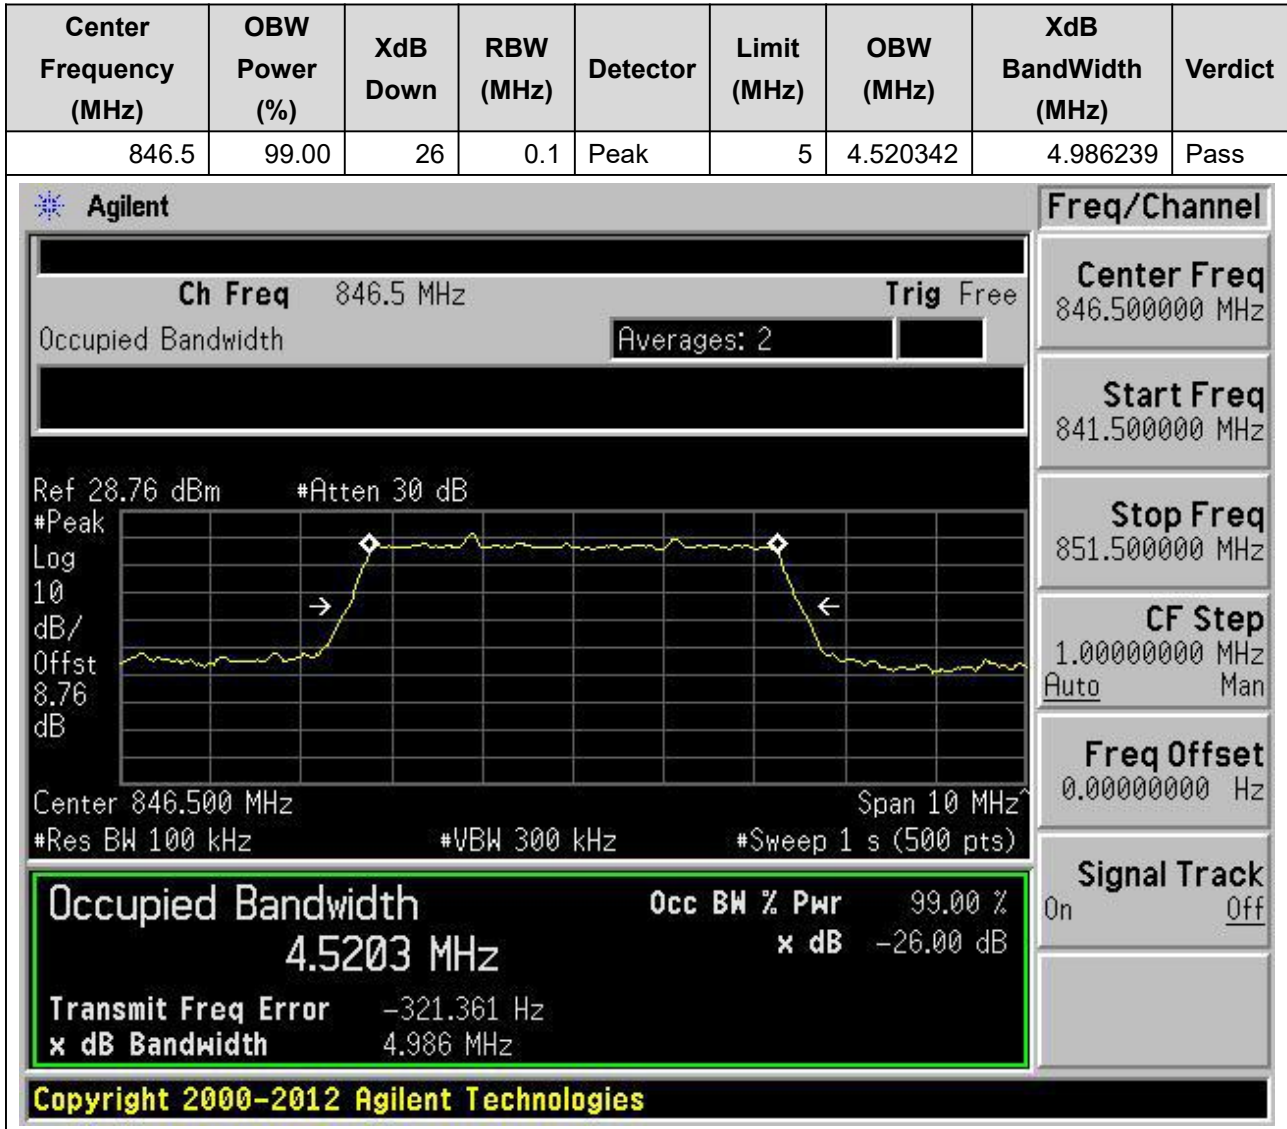 Center Frequency (MHz) OBW Power (%) XdB Down RBW (MHz) Detector Limit (MHz) OBW (MHz) XdB BandWidth (MHz) Verdict
846.5 99.00 26 0.1 Peak 5 4.520342 4.986239 Pass
Agilent
Ch Freq 846.5 MHz Trig Free
Occupied Bandwidth Averages: 2
Ref 28.76 dBm #Atten 30 dB
#Peak
Log
10
dB/
Offst
8.76
dB
Center 846.500 MHz Span 10 MHz^
#Res BW 100 kHz #VBW 300 kHz #Sweep 1 s (500 pts)
Occupied Bandwidth Occ BW % Pwr 99.00 %
4.5203 MHz x dB -26.00 dB
Transmit Freq Error -321.361 Hz
x dB Bandwidth 4.986 MHz
Copyright 2000-2012 Agilent Technologies
Freq/Channel
Center Freq
846.500000 MHz
Start Freq
841.500000 MHz
Stop Freq
851.500000 MHz
CF Step
1.00000000 MHz
Auto Man
Freq Offset
0.00000000 Hz
Signal Track
On Off